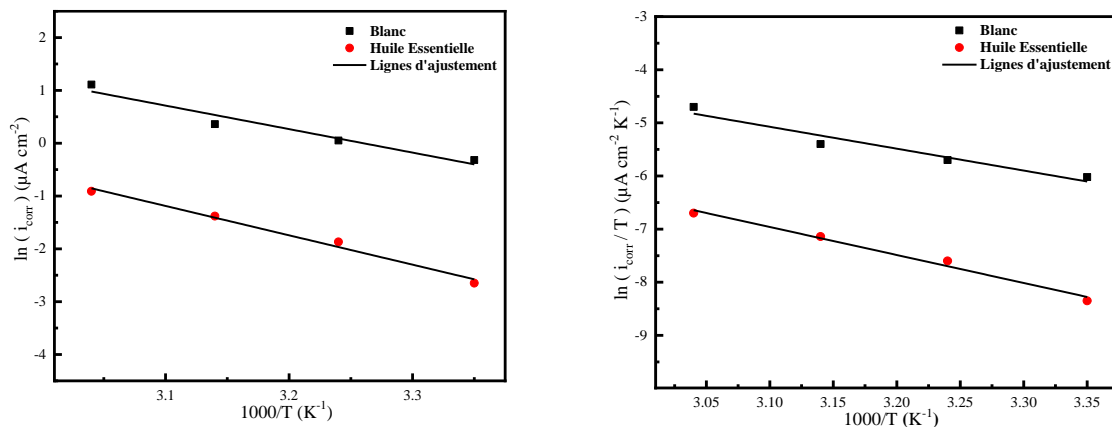 2
1
0
-1
-2
-3
-4
3.1
3.2
3.3
ln ( i_corr ) (µA cm⁻²)
1000/T (K⁻¹)
Blanc
Huile Essentielle
Lignes d'ajustement
-3
-4
-5
-6
-7
-8
-9
3.05
3.10
3.15
3.20
3.25
3.30
3.35
ln ( i_corr / T ) (µA cm⁻² K⁻¹)
1000/T (K⁻¹)
Blanc
Huile Essentielle
Lignes d'ajustement